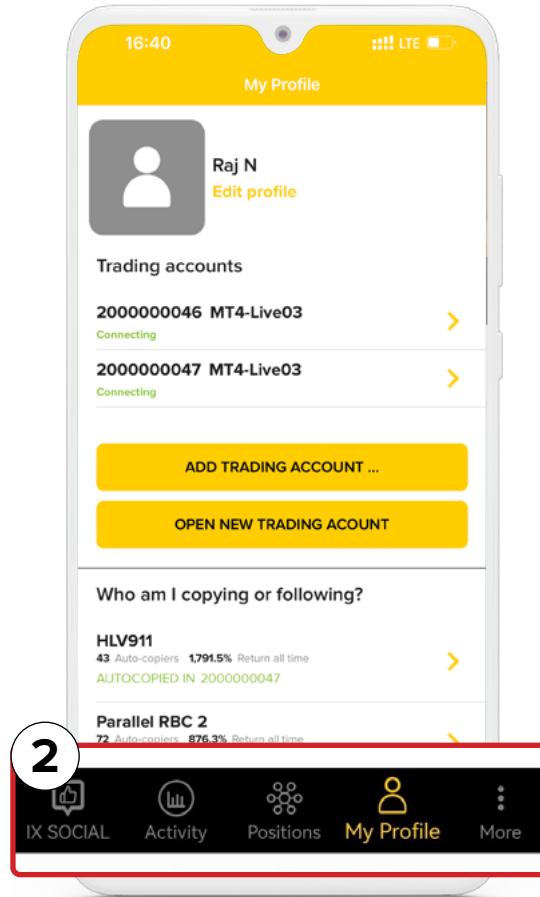 16:40 LTE
My Profile
Raj N
Edit profile
Trading accounts
2000000046 MT4-Live03
Connecting
2000000047 MT4-Live03
Connecting
ADD TRADING ACCOUNT ...
OPEN NEW TRADING ACOUNT
Who am I copying or following?
HLV911
43 Auto-copiers 1,791.5% Return all time
AUTOCOPIED IN 2000000047
Parallel RBC 2
72 Auto-copiers 876.3% Return all time
2
IX SOCIAL Activity Positions My Profile More